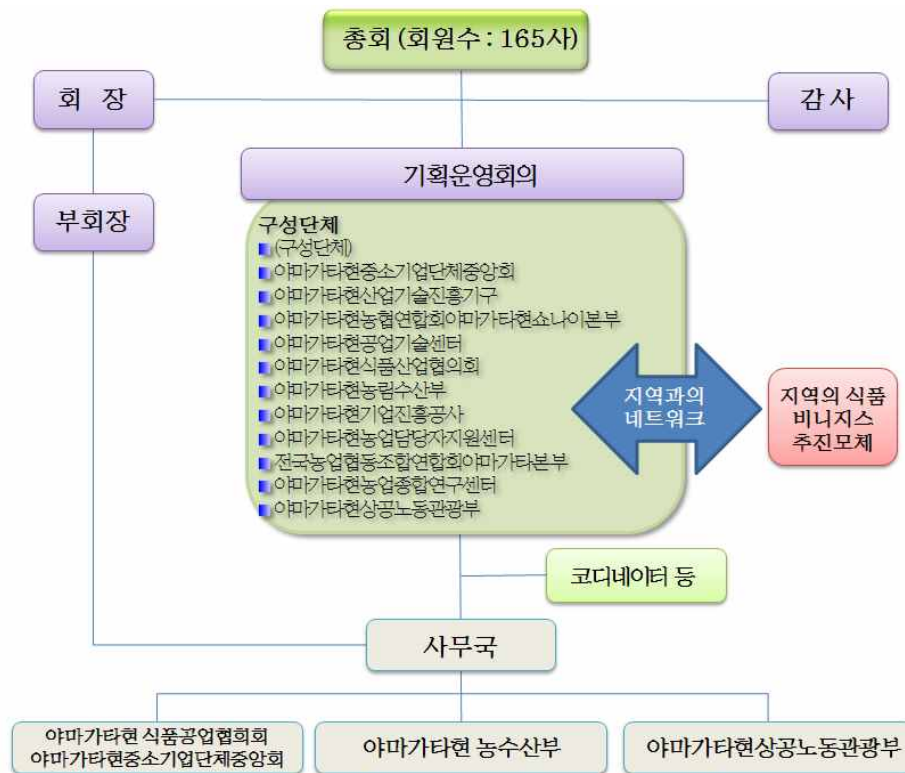 총회 (회원수 : 165사)
회 장
감 사
기획운영회의
부회장
구성단체
(구성단체)
야마가타현중소기업단체중앙회
야마가타현산업기술진흥기구
야마가타현농협연합회야마가타현쇼나이본부
야마가타현공업기술센터
야마가타현식품산업협의회
야마가타현농림수산부
야마가타현기업진흥공사
야마가타현농업담당자지원센터
전국농업협동조합연합회야마가타본부
야마가타현농업종합연구센터
야마가타현상공노동관광부
지역과의
네트워크
지역의 식품
비니지스
추진모체
코디네이터 등
사무국
야마가타현 식품공업협희회
야마가타현중소기업단체중앙회
야마가타현 농수산부
야마가타현상공노동관광부